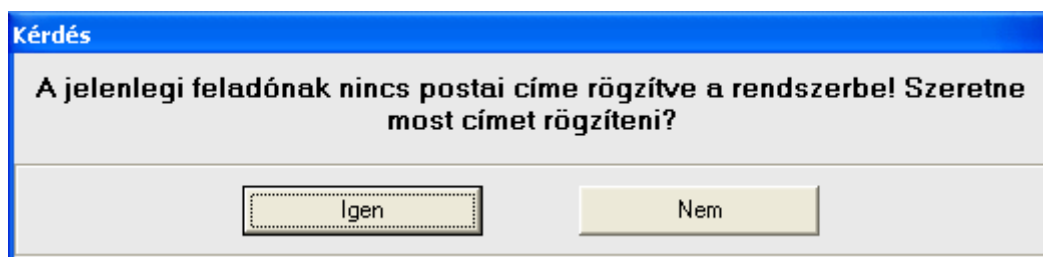 Kérdés
A jelenlegi feladónak nincs postai címe rögzítve a rendszerbe! Szeretne
most címet rögzíteni?
Igen
Nem